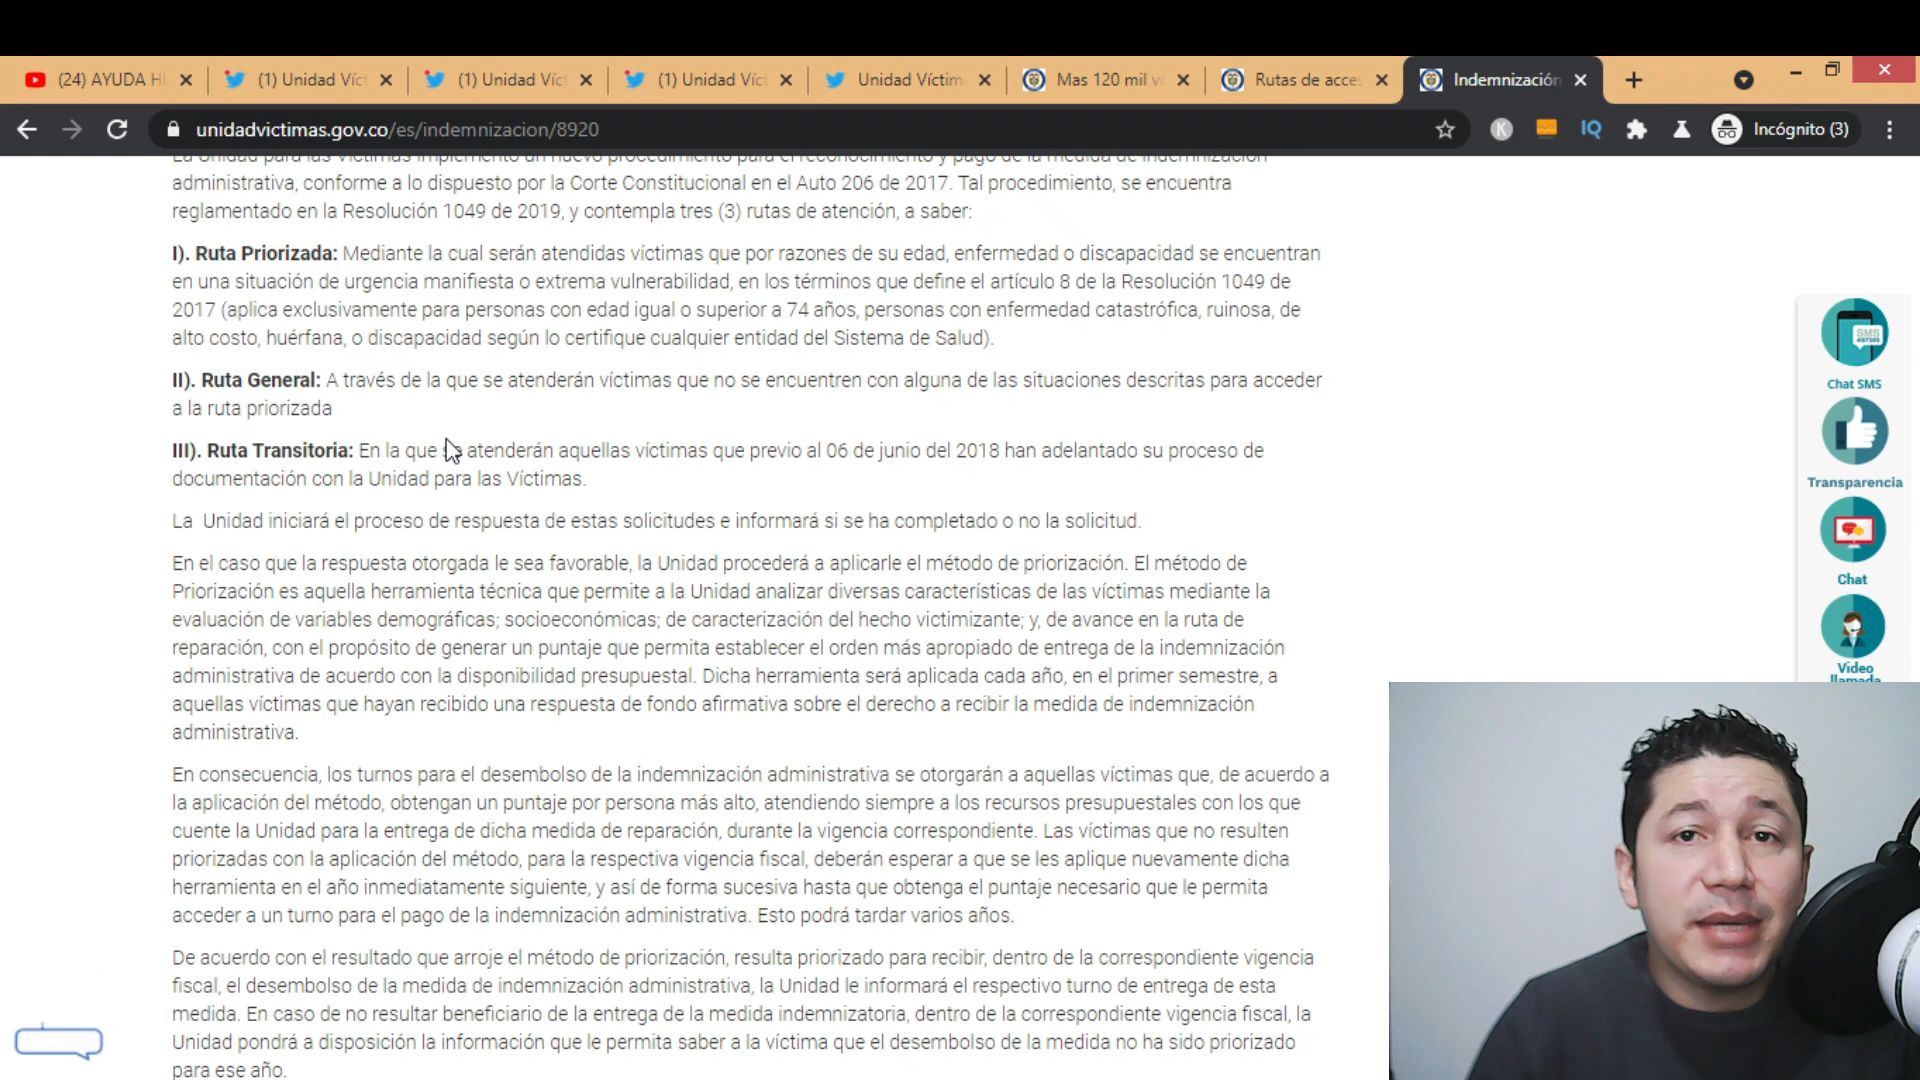 (24) AYUDA H
(1) Unidad Víct
(1) Unidad Víct
(1) Unidad Víct
Unidad Víctim
Mas 120 mil ví
Rutas de acce
Indemnización
unidadvictimas.gov.co/es/indemnizacion/8920
Incógnito (3)
La Unidad para las Víctimas implementó un nuevo procedimiento para el reconocimiento y pago de la medida de indemnización
administrativa, conforme a lo dispuesto por la Corte Constitucional en el Auto 206 de 2017. Tal procedimiento, se encuentra
reglamentado en la Resolución 1049 de 2019, y contempla tres (3) rutas de atención, a saber:
I). Ruta Priorizada: Mediante la cual serán atendidas víctimas que por razones de su edad, enfermedad o discapacidad se encuentran
en una situación de urgencia manifiesta o extrema vulnerabilidad, en los términos que define el artículo 8 de la Resolución 1049 de
2017 (aplica exclusivamente para personas con edad igual o superior a 74 años, personas con enfermedad catastrófica, ruinosa, de
alto costo, huérfana, o discapacidad según lo certifique cualquier entidad del Sistema de Salud).
II). Ruta General: A través de la que se atenderán víctimas que no se encuentren con alguna de las situaciones descritas para acceder
a la ruta priorizada
III). Ruta Transitoria: En la que se atenderán aquellas víctimas que previo al 06 de junio del 2018 han adelantado su proceso de
documentación con la Unidad para las Víctimas.
La Unidad iniciará el proceso de respuesta de estas solicitudes e informará si se ha completado o no la solicitud.
En el caso que la respuesta otorgada le sea favorable, la Unidad procederá a aplicarle el método de priorización. El método de
Priorización es aquella herramienta técnica que permite a la Unidad analizar diversas características de las víctimas mediante la
evaluación de variables demográficas; socioeconómicas; de caracterización del hecho victimizante; y, de avance en la ruta de
reparación, con el propósito de generar un puntaje que permita establecer el orden más apropiado de entrega de la indemnización
administrativa de acuerdo con la disponibilidad presupuestal. Dicha herramienta será aplicada cada año, en el primer semestre, a
aquellas víctimas que hayan recibido una respuesta de fondo afirmativa sobre el derecho a recibir la medida de indemnización
administrativa.
En consecuencia, los turnos para el desembolso de la indemnización administrativa se otorgarán a aquellas víctimas que, de acuerdo a
la aplicación del método, obtengan un puntaje por persona más alto, atendiendo siempre a los recursos presupuestales con los que
cuente la Unidad para la entrega de dicha medida de reparación, durante la vigencia correspondiente. Las víctimas que no resulten
priorizadas con la aplicación del método, para la respectiva vigencia fiscal, deberán esperar a que se les aplique nuevamente dicha
herramienta en el año inmediatamente siguiente, y así de forma sucesiva hasta que obtenga el puntaje necesario que le permita
acceder a un turno para el pago de la indemnización administrativa. Esto podrá tardar varios años.
De acuerdo con el resultado que arroje el método de priorización, resulta priorizado para recibir, dentro de la correspondiente vigencia
fiscal, el desembolso de la medida de indemnización administrativa, la Unidad le informará el respectivo turno de entrega de esta
medida. En caso de no resultar beneficiario de la entrega de la medida indemnizatoria, dentro de la correspondiente vigencia fiscal, la
Unidad pondrá a disposición la información que le permita saber a la víctima que el desembolso de la medida no ha sido priorizado
para ese año.
SMS
Chat SMS
Transparencia
Chat
Video
llamada